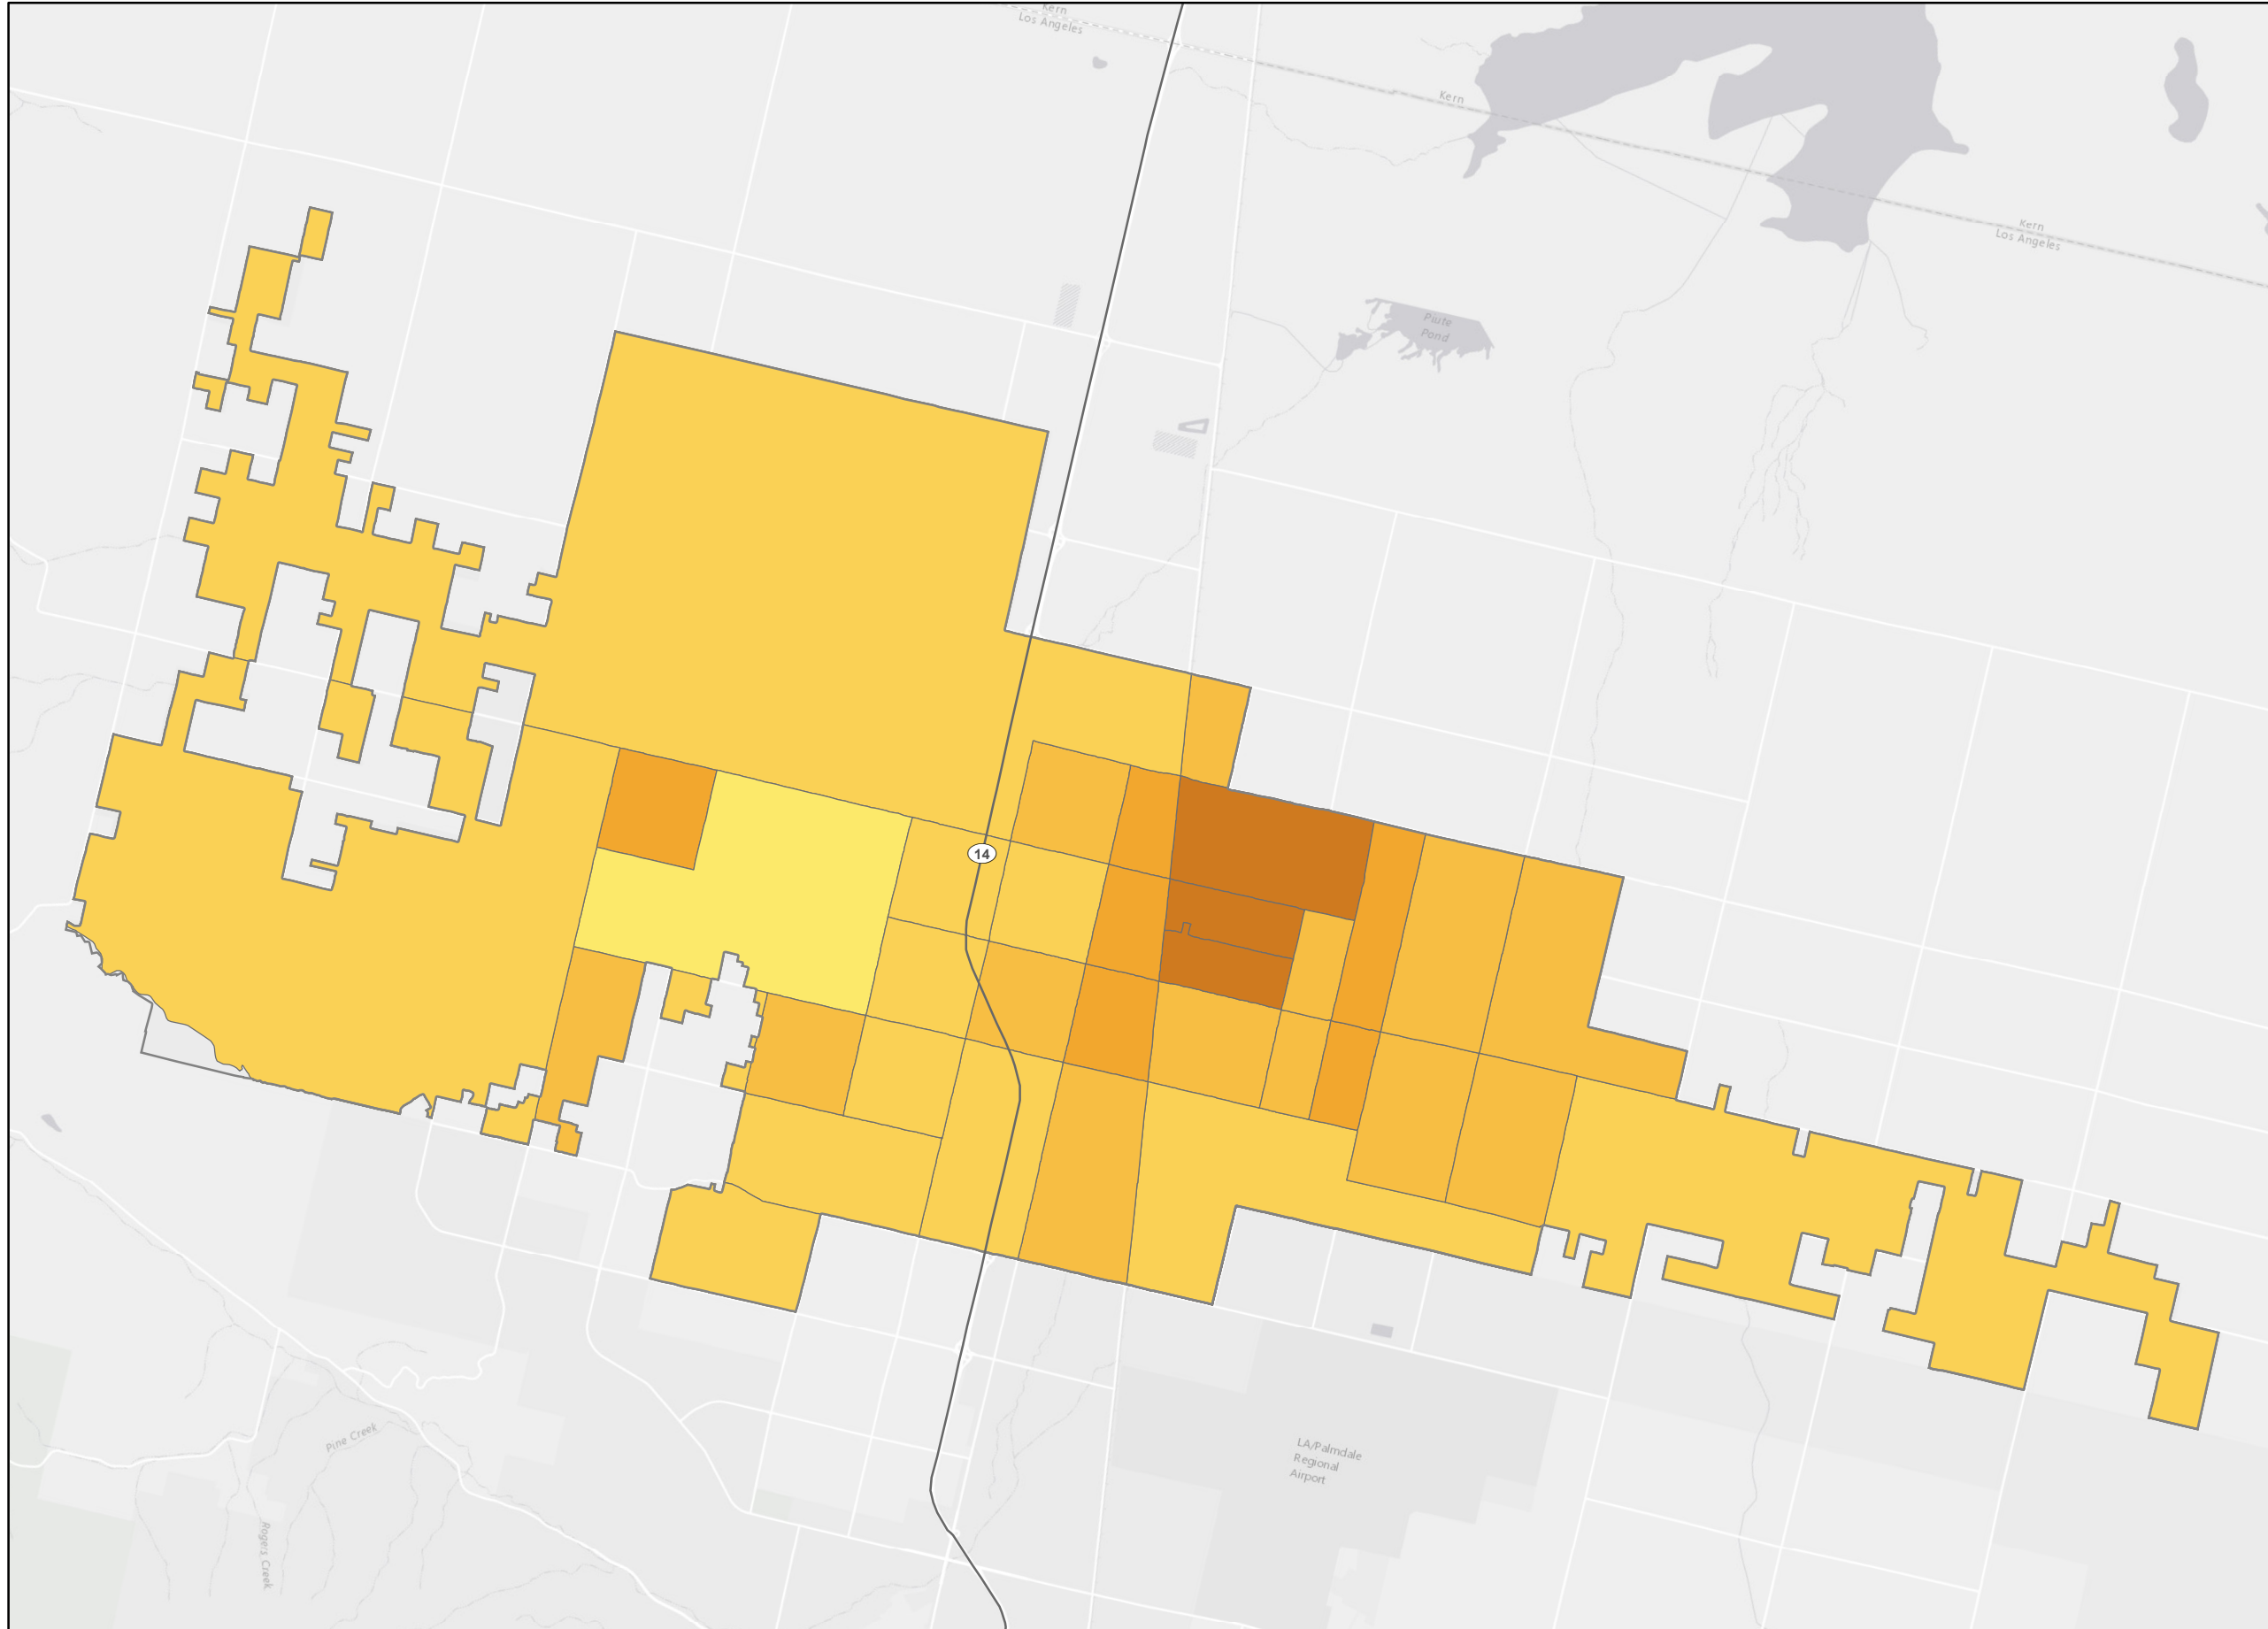 Kern
Los Angeles
Kern
Kern
Los Angeles
Piute
Pond
14
LA/Palmdale
Regional
Airport
Pine Creek
Rogers Creek